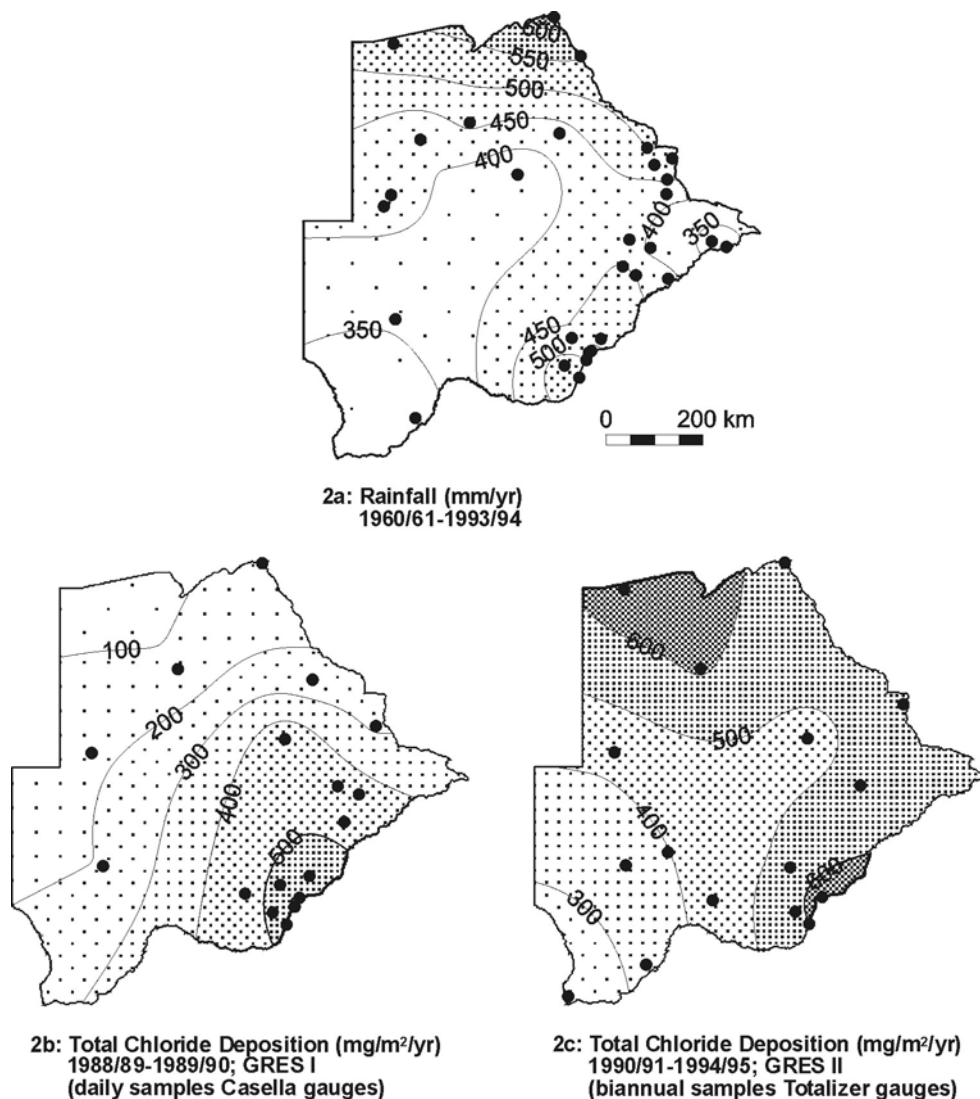 600
550
500
450
400
400
350
350
450
500
0 200 km
2a: Rainfall (mm/yr)
1960/61-1993/94
100
200
300
400
500
2b: Total Chloride Deposition (mg/m²/yr)
1988/89-1989/90; GRES I
(daily samples Casella gauges)
600
500
400
300
2c: Total Chloride Deposition (mg/m²/yr)
1990/91-1994/95; GRES II
(biannual samples Totalizer gauges)